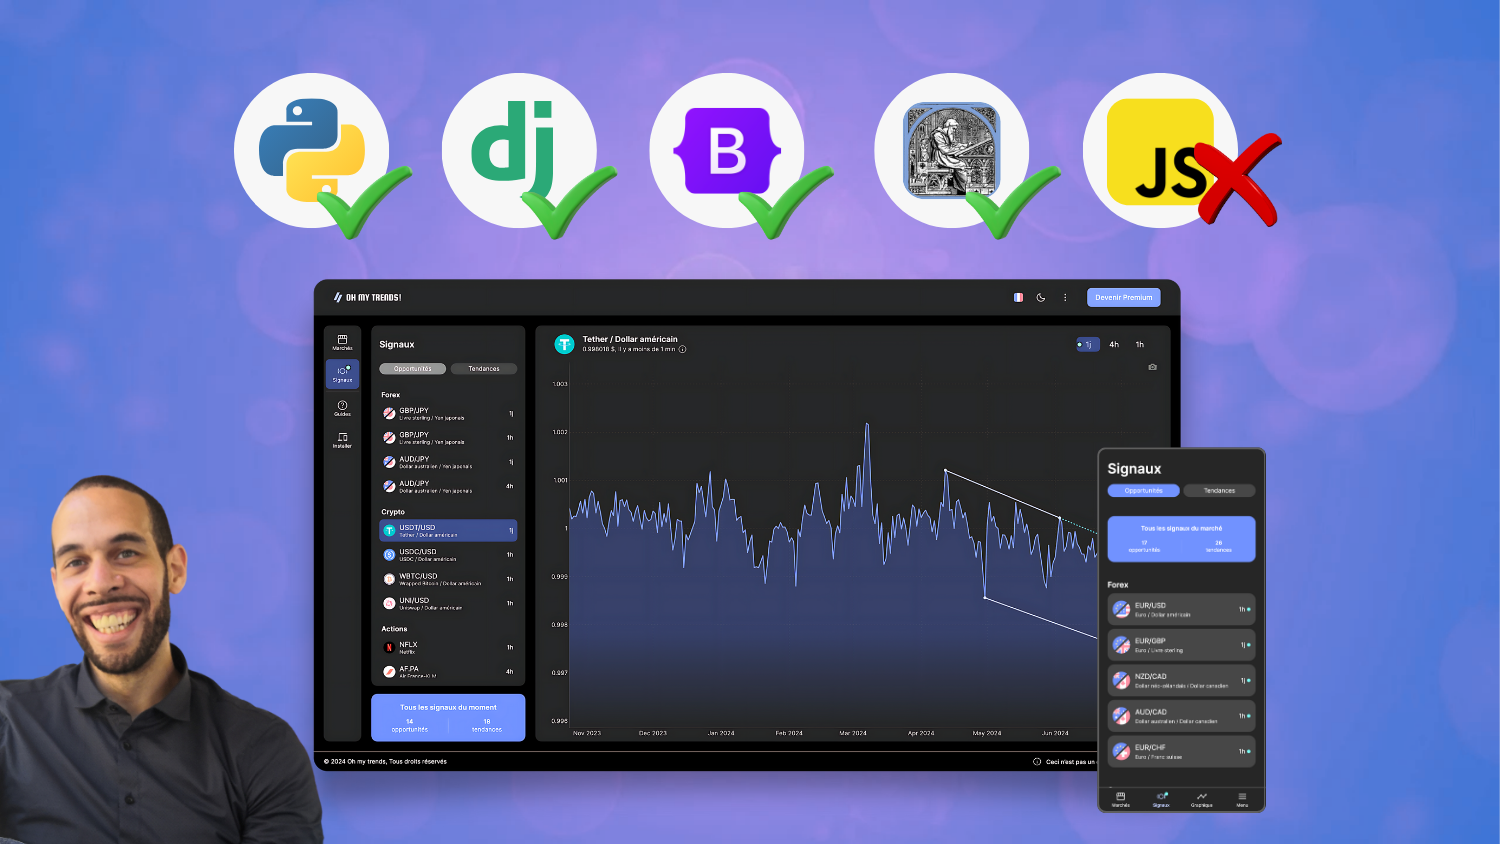 dj
B
JS
OH MY TRENDS!
Devenir Premium
Marchés
Signaux
Guides
Installer
Signaux
Opportunités
Tendances
Forex
GBP/JPY
1j
Livre sterling / Yen japonais
GBP/JPY
1h
Livre sterling / Yen japonais
AUD/JPY
1j
Dollar australien / Yen japonais
AUD/JPY
4h
Dollar australien / Yen japonais
Crypto
USDT/USD
1j
Tether / Dollar américain
USDC/USD
1h
USDC / Dollar américain
WBTC/USD
1h
Wrapped Bitcoin / Dollar américain
UNI/USD
1h
Uniswap / Dollar américain
Actions
NFLX
1h
Netflix
AF.PA
4h
Air France-KLM
Tous les signaux du moment
14
opportunités
18
tendances
Tether / Dollar américain
0.998016 $, il y a moins de 1 min
1j
4h
1h
1.003
1.002
1.001
1
0.999
0.998
0.997
0.996
Nov 2023
Dec 2023
Jan 2024
Feb 2024
Mar 2024
Apr 2024
May 2024
Jun 2024
© 2024 Oh my trends, Tous droits réservés
Ceci n'est pas un
Signaux
Opportunités
Tendances
Tous les signaux du marché
17
opportunités
28
tendances
Forex
EUR/USD
1h
Euro / Dollar américain
EUR/GBP
1j
Euro / Livre sterling
NZD/CAD
1j
Dollar néo-zélandais / Dollar canadien
AUD/CAD
1h
Dollar australien / Dollar canadien
EUR/CHF
1h
Euro / Franc suisse
Marchés
Signaux
Graphique
Menu